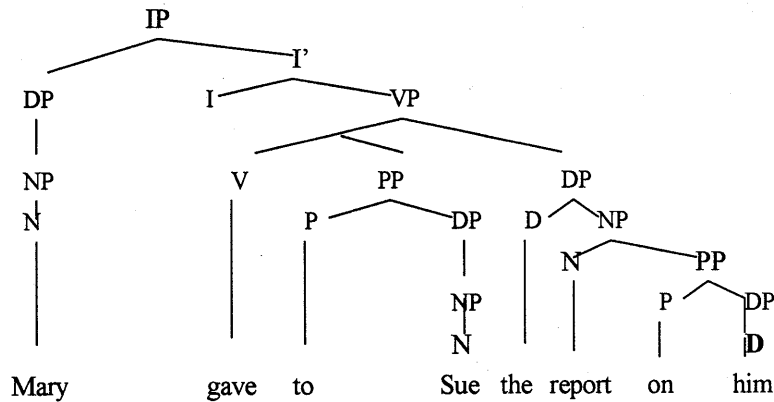 IP
I'
DP I VP
NP V PP DP
N P DP D NP
N PP
NP P DP
N D
Mary gave to Sue the report on him